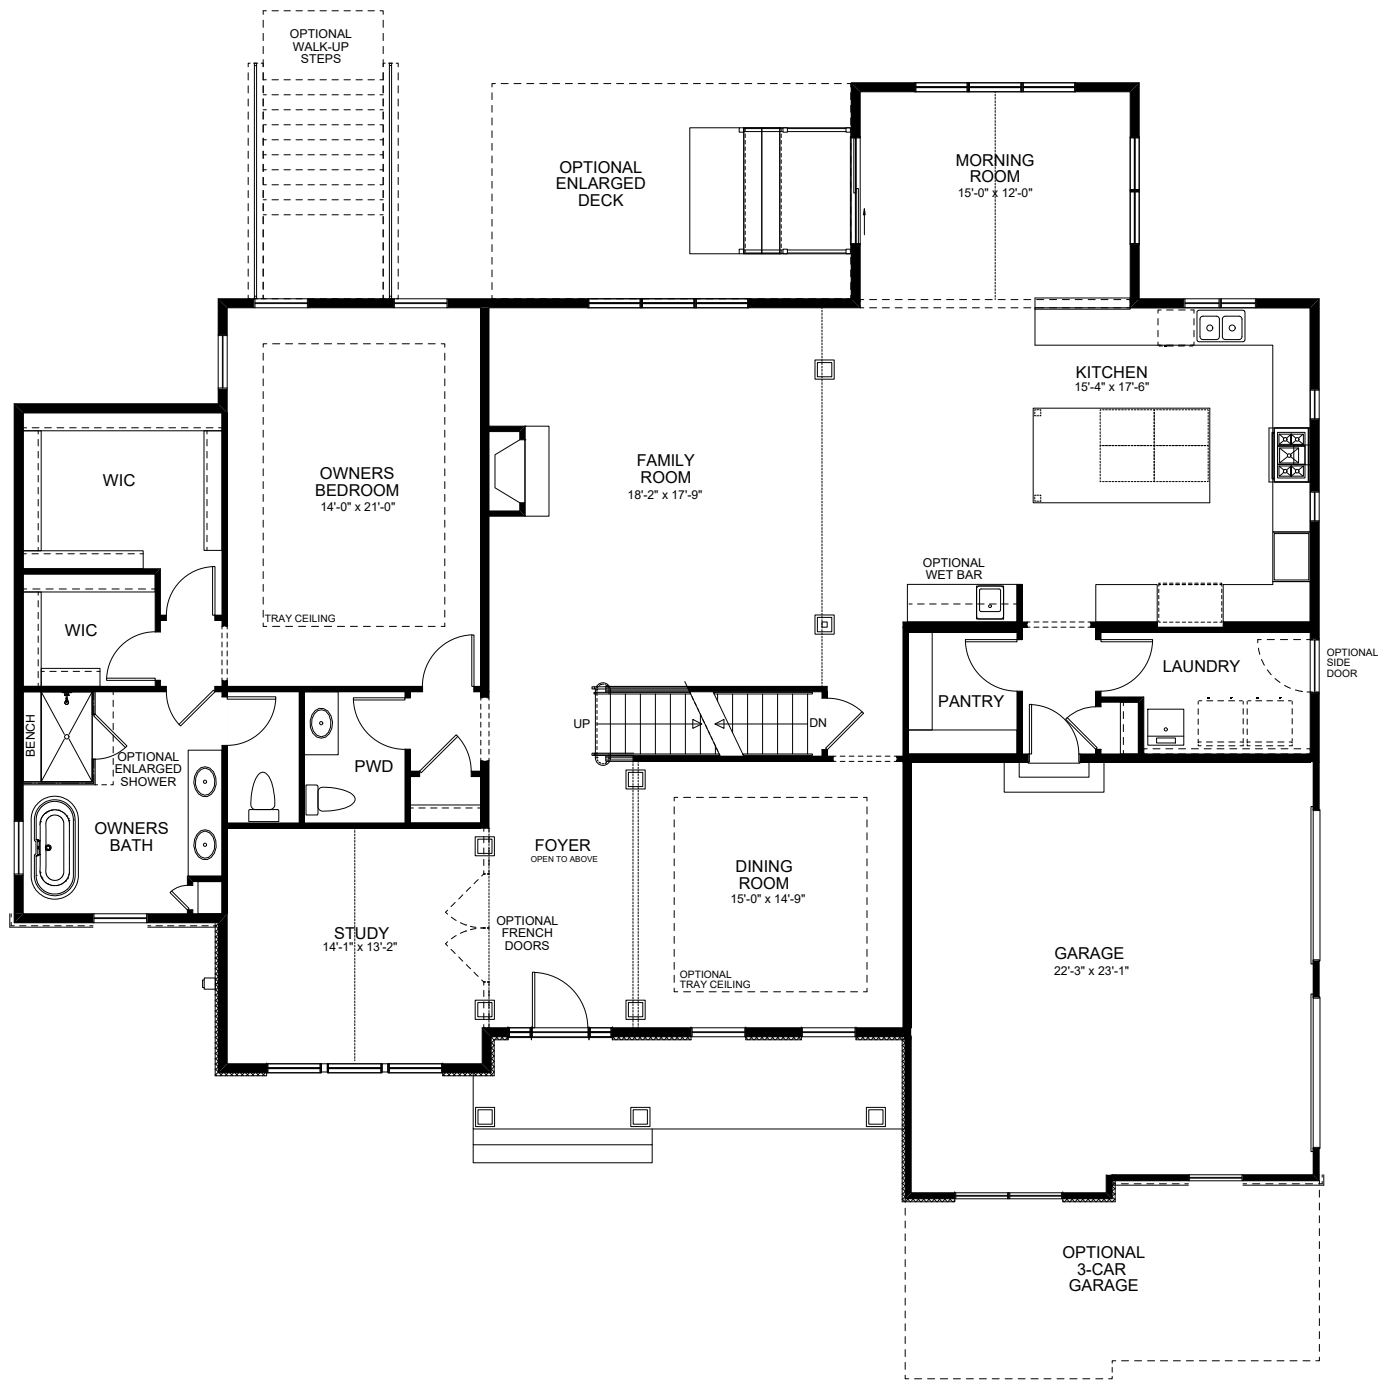 OPTIONAL
WALK-UP
STEPS
OPTIONAL
ENLARGED
DECK
MORNING
ROOM
15'-0" x 12'-0"
KITCHEN
15'-4" x 17'-6"
WIC
OWNERS
BEDROOM
14'-0" x 21'-0"
TRAY CEILING
FAMILY
ROOM
18'-2" x 17'-9"
OPTIONAL
WET BAR
WIC
OPTIONAL
SIDE
DOOR
LAUNDRY
PANTRY
BENCH
OPTIONAL
ENLARGED
SHOWER
PWD
UP
DN
OWNERS
BATH
FOYER
OPEN TO ABOVE
DINING
ROOM
15'-0" x 14'-9"
OPTIONAL
TRAY CEILING
STUDY
14'-1" x 13'-2"
OPTIONAL
FRENCH
DOORS
GARAGE
22'-3" x 23'-1"
OPTIONAL
3-CAR
GARAGE